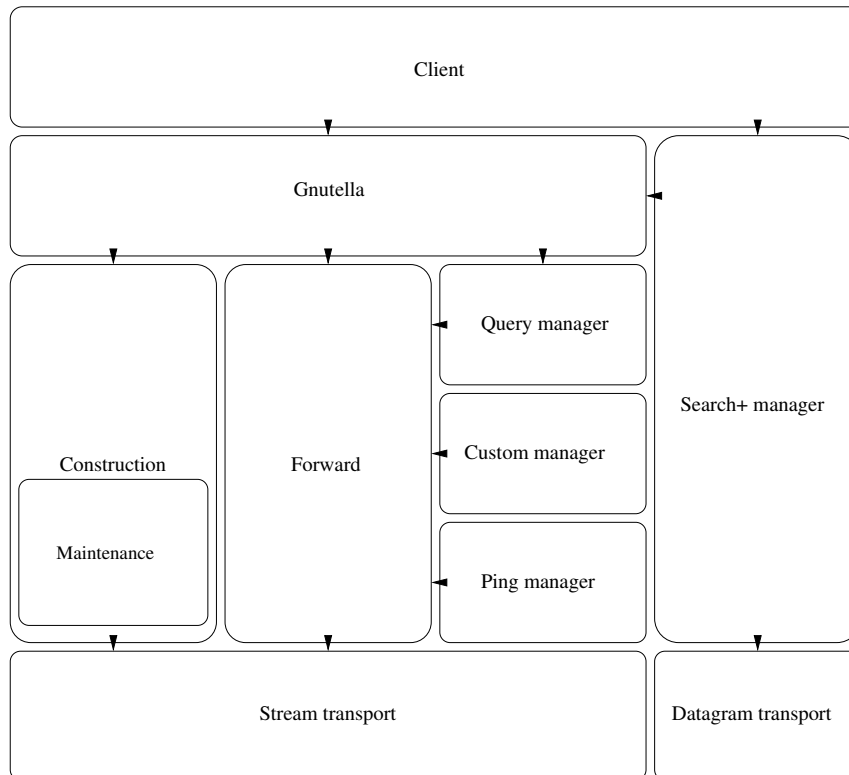 Client
Gnutella
Query manager
Search+ manager
Custom manager
Construction
Forward
Maintenance
Ping manager
Stream transport
Datagram transport